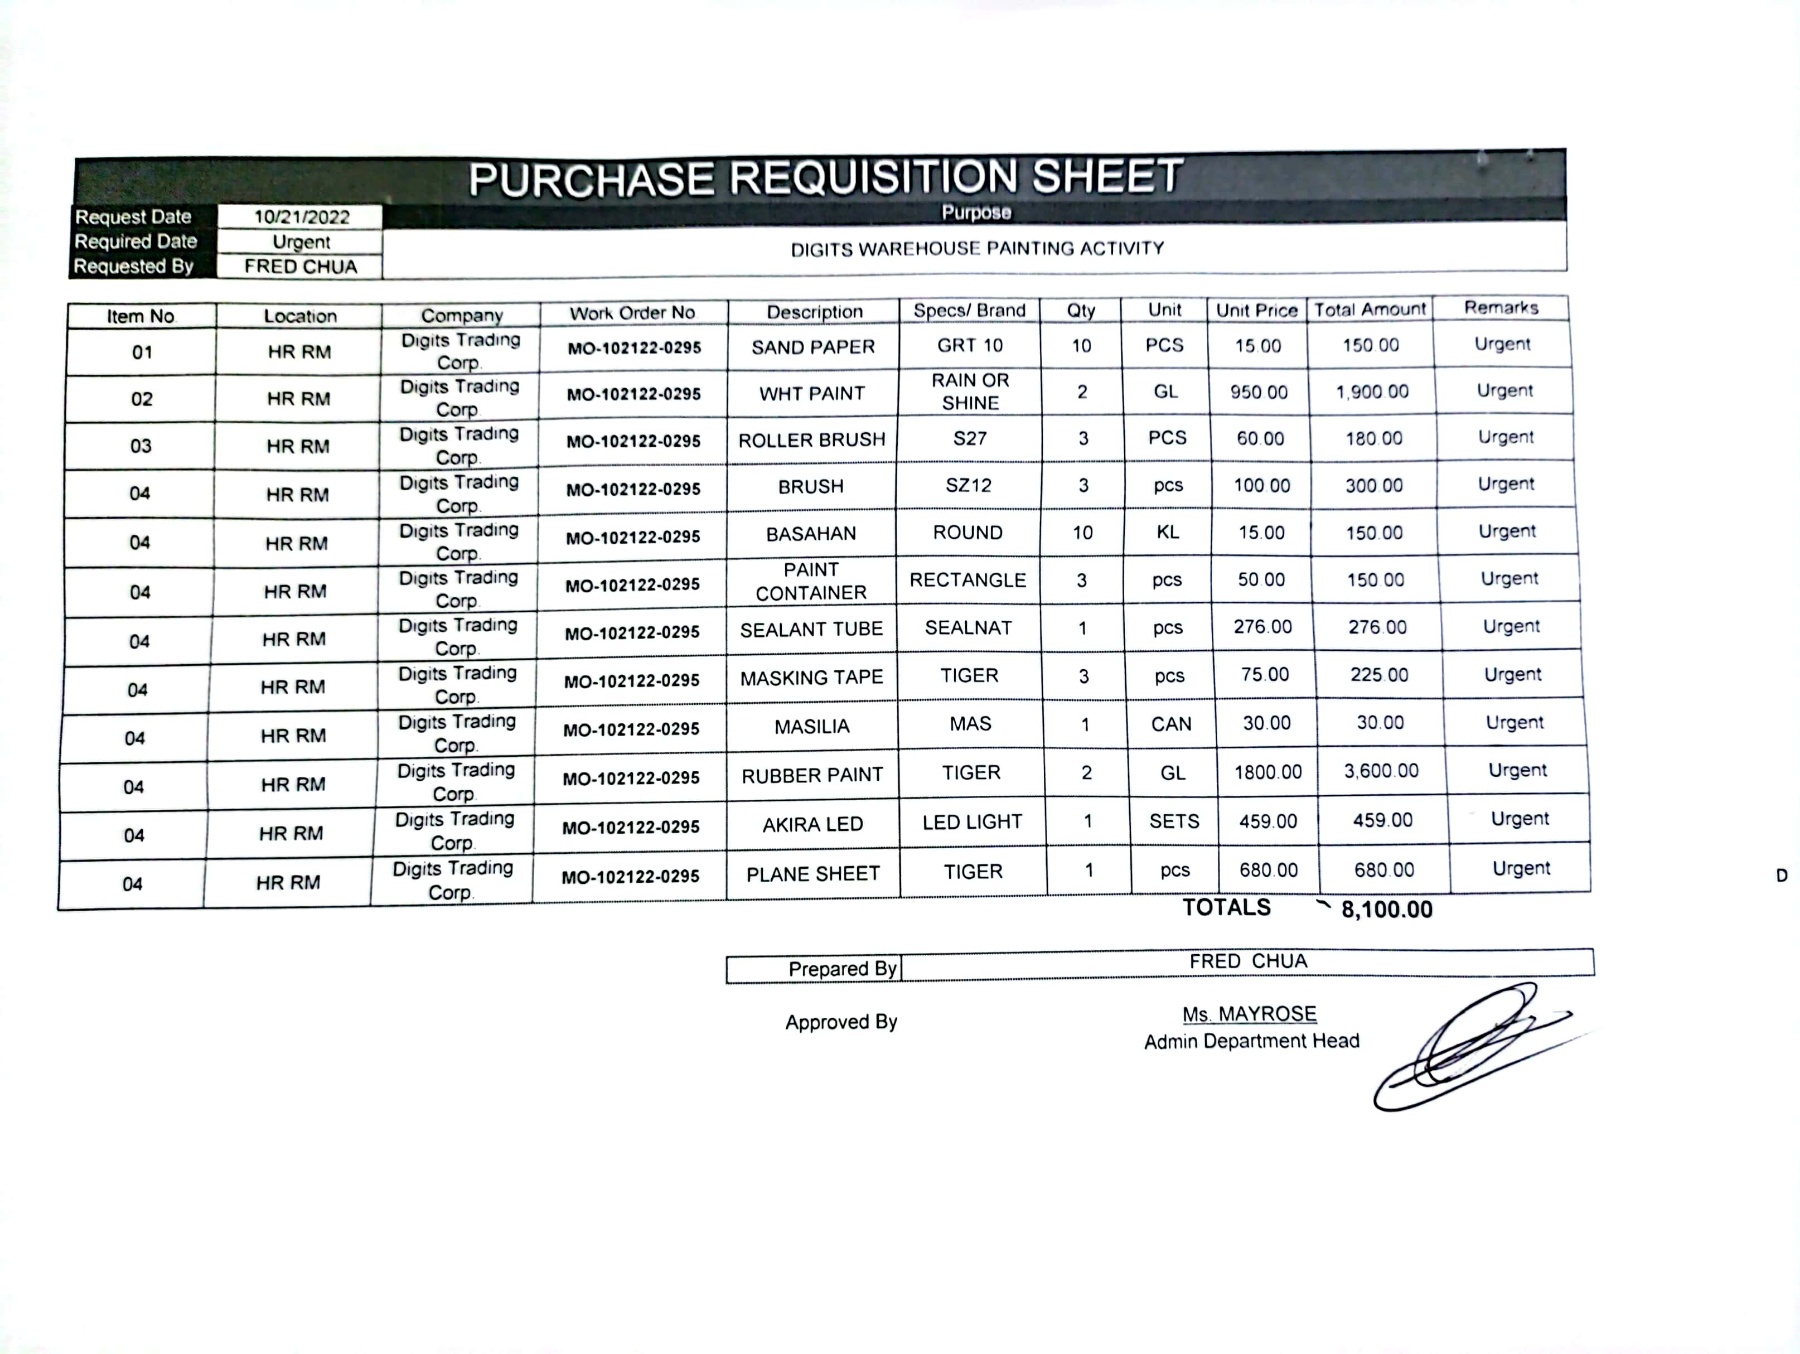 PURCHASE REQUISITION SHEET
Request Date 10/21/2022 Purpose
Required Date Urgent DIGITS WAREHOUSE PAINTING ACTIVITY
Requested By FRED CHUA
Item No Location Company Work Order No Description Specs/ Brand Qty Unit Unit Price Total Amount Remarks
01 HR RM Digits Trading Corp. MO-102122-0295 SAND PAPER GRT 10 10 PCS 15.00 150.00 Urgent
02 HR RM Digits Trading Corp. MO-102122-0295 WHT PAINT RAIN OR SHINE 2 GL 950.00 1,900.00 Urgent
03 HR RM Digits Trading Corp. MO-102122-0295 ROLLER BRUSH S27 3 PCS 60.00 180.00 Urgent
04 HR RM Digits Trading Corp. MO-102122-0295 BRUSH SZ12 3 pcs 100.00 300.00 Urgent
04 HR RM Digits Trading Corp. MO-102122-0295 BASAHAN ROUND 10 KL 15.00 150.00 Urgent
04 HR RM Digits Trading Corp. MO-102122-0295 PAINT CONTAINER RECTANGLE 3 pcs 50.00 150.00 Urgent
04 HR RM Digits Trading Corp. MO-102122-0295 SEALANT TUBE SEALNAT 1 pcs 276.00 276.00 Urgent
04 HR RM Digits Trading Corp. MO-102122-0295 MASKING TAPE TIGER 3 pcs 75.00 225.00 Urgent
04 HR RM Digits Trading Corp. MO-102122-0295 MASILIA MAS 1 CAN 30.00 30.00 Urgent
04 HR RM Digits Trading Corp. MO-102122-0295 RUBBER PAINT TIGER 2 GL 1800.00 3,600.00 Urgent
04 HR RM Digits Trading Corp. MO-102122-0295 AKIRA LED LED LIGHT 1 SETS 459.00 459.00 Urgent
04 HR RM Digits Trading Corp. MO-102122-0295 PLANE SHEET TIGER 1 pcs 680.00 680.00 Urgent
D
TOTALS 8,100.00
Prepared By FRED CHUA
Approved By Ms. MAYROSE
Admin Department Head